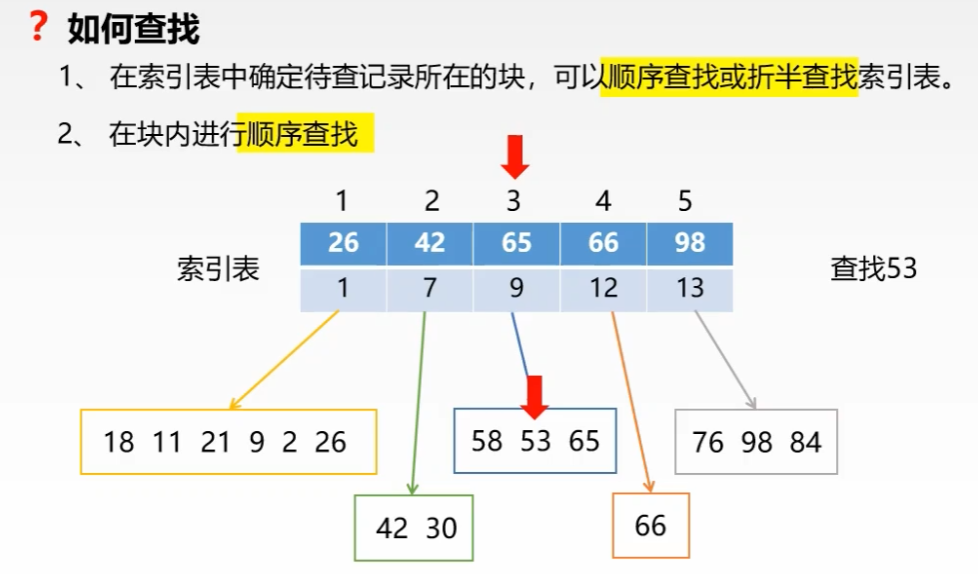 ? 如何查找
1、 在索引表中确定待查记录所在的块，可以顺序查找或折半查找索引表。
2、 在块内进行顺序查找
1 2 3 4 5
26 42 65 66 98
索引表 查找53
1 7 9 12 13
18 11 21 9 2 26
58 53 65
76 98 84
42 30
66